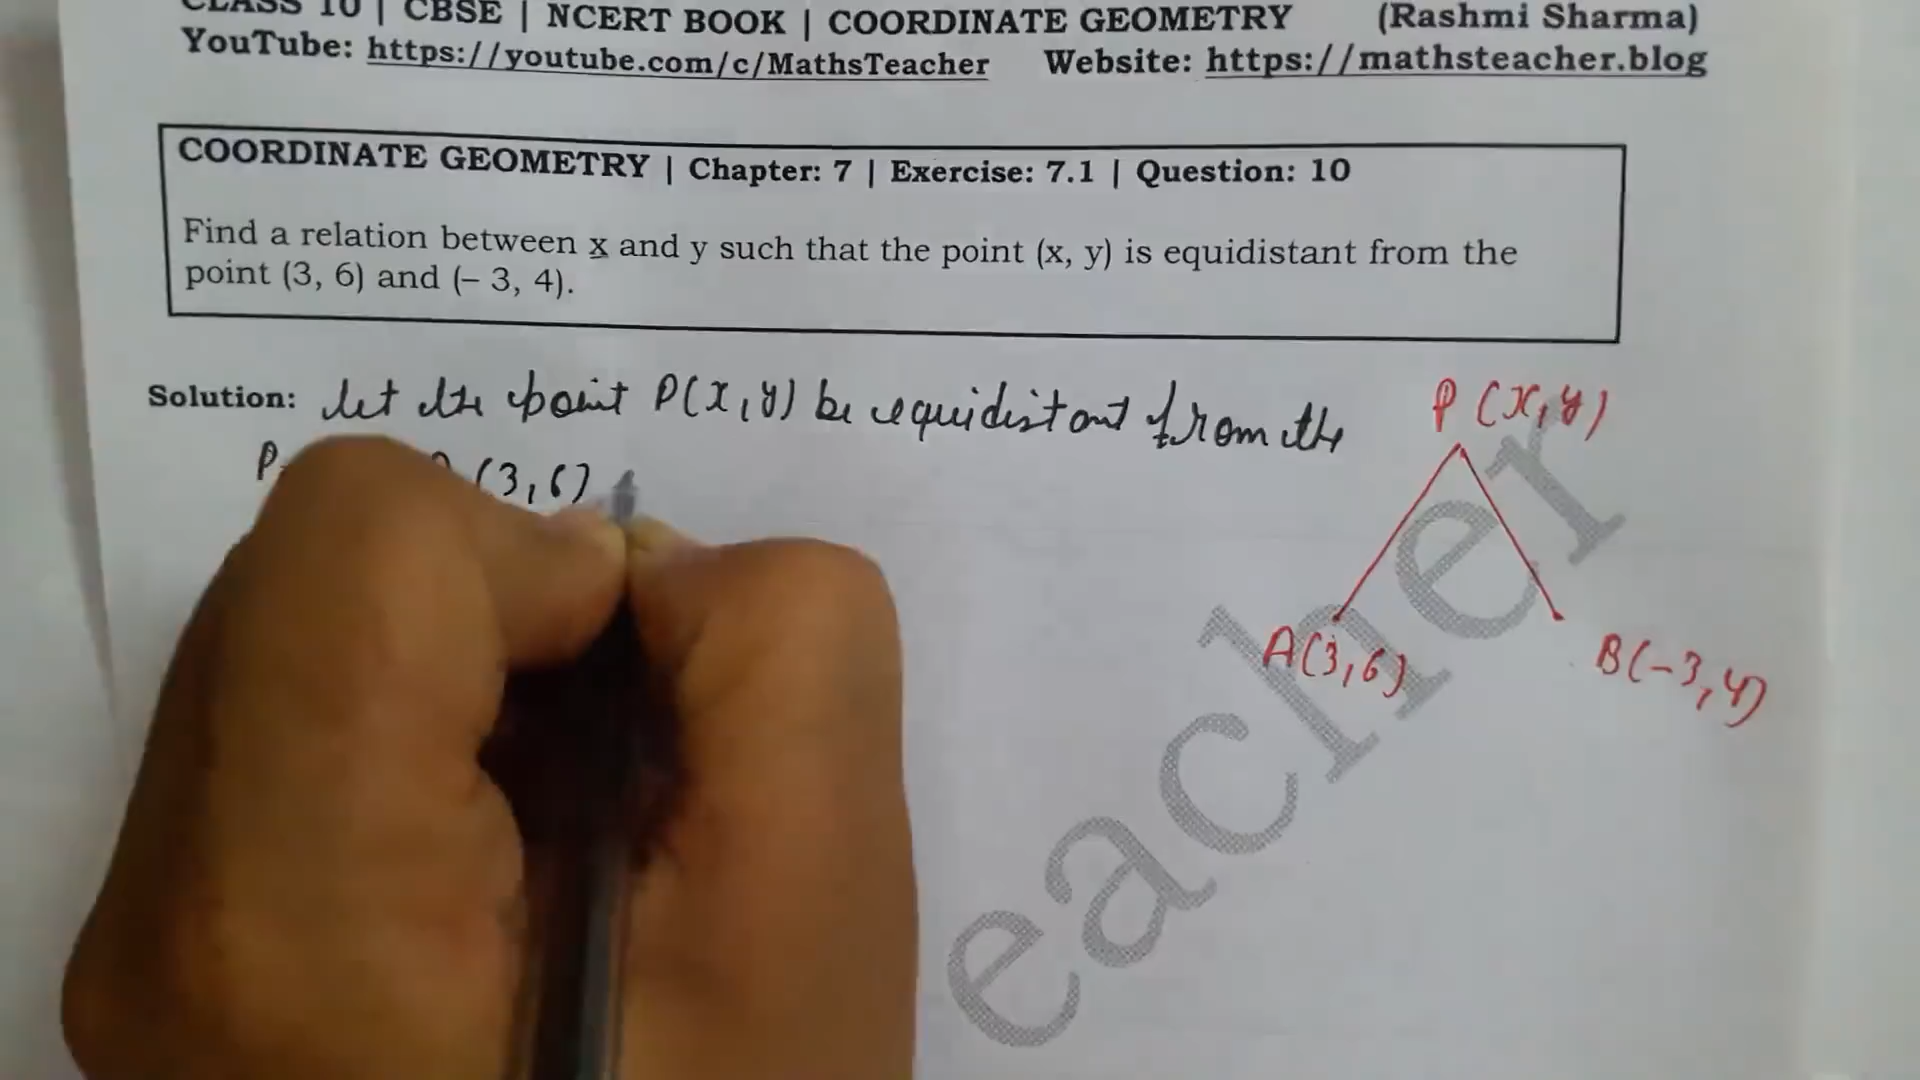 CLASS 10 | CBSE | NCERT BOOK | COORDINATE GEOMETRY (Rashmi Sharma)
YouTube: https://youtube.com/c/MathsTeacher Website: https://mathsteacher.blog
COORDINATE GEOMETRY | Chapter: 7 | Exercise: 7.1 | Question: 10
Find a relation between x and y such that the point (x, y) is equidistant from the
point (3, 6) and (– 3, 4).
Solution: Let the point P(x,y) be equidistant from the
(3,6)
P (x,y)
A(3,6)
B(-3,4)
eacher